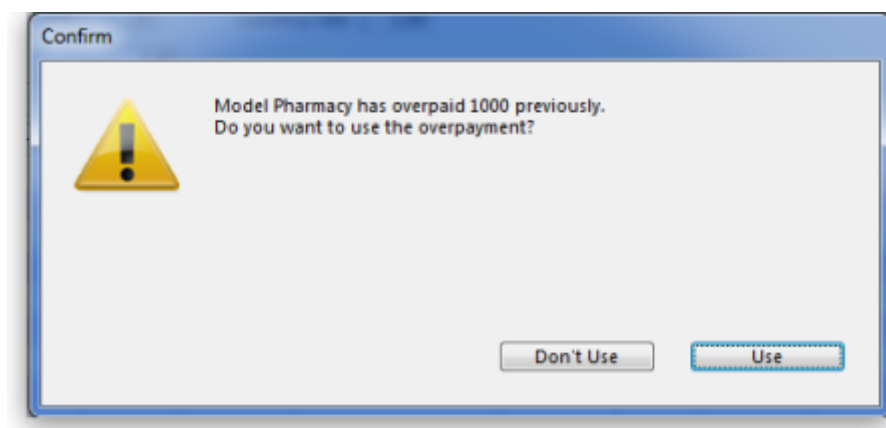 Confirm
Model Pharmacy has overpaid 1000 previously.
Do you want to use the overpayment?
Don't Use
Use